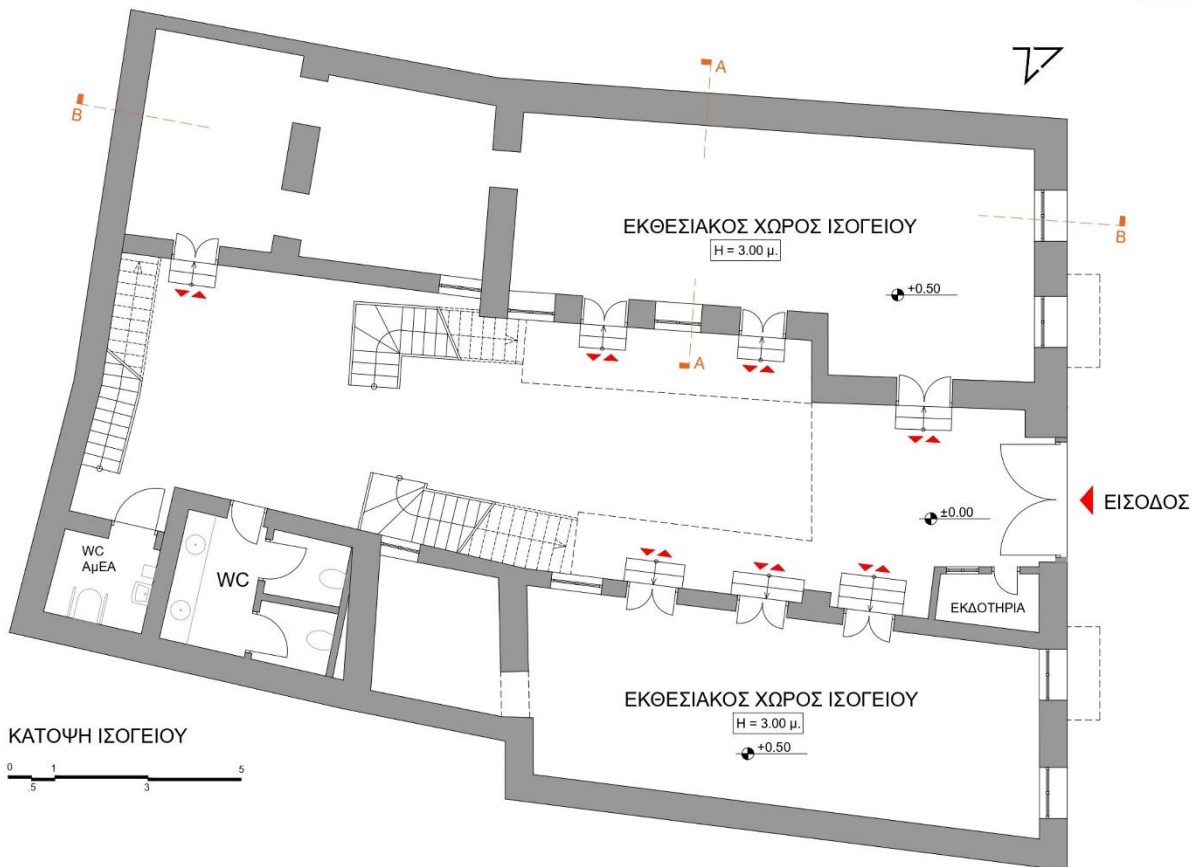 A
B
ΕΚΘΕΣΙΑΚΟΣ ΧΩΡΟΣ ΙΣΟΓΕΙΟΥ
H = 3.00 μ.
B
+0.50
A
±0.00
ΕΙΣΟΔΟΣ
WC
ΑμΕΑ
WC
ΕΚΔΟΤΗΡΙΑ
ΕΚΘΕΣΙΑΚΟΣ ΧΩΡΟΣ ΙΣΟΓΕΙΟΥ
H = 3.00 μ.
+0.50
ΚΑΤΟΨΗ ΙΣΟΓΕΙΟΥ
0 1 5
.5 3